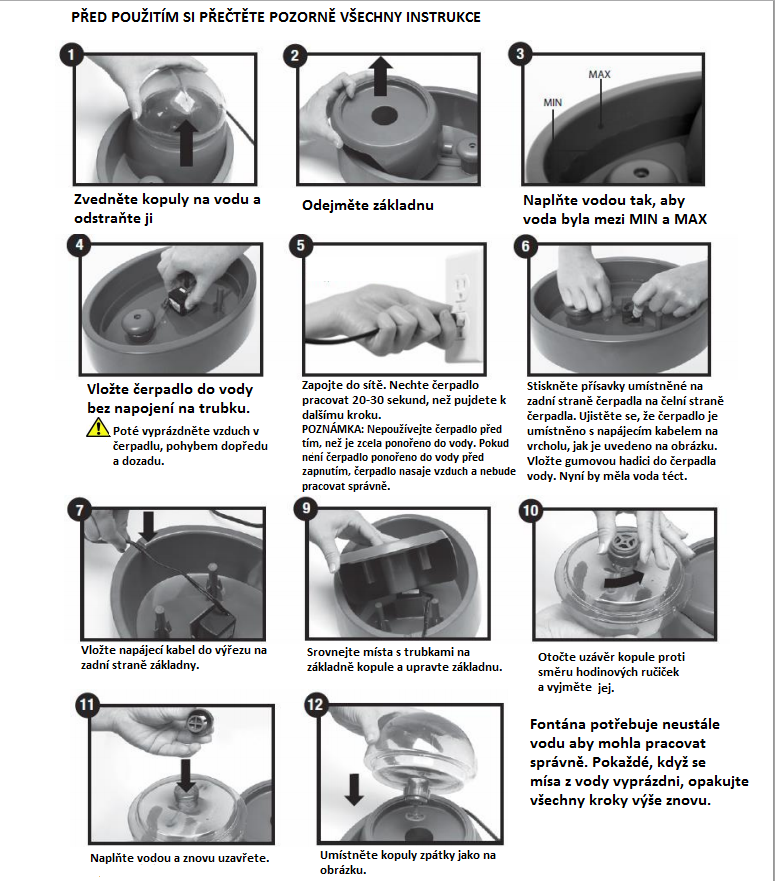 PŘED POUŽITÍM SI PŘEČTĚTE POZORNĚ VŠECHNY INSTRUKCE
1
2
3
MIN
MAX
Zvedněte kopuly na vodu a
odstraňte ji
Odejměte základnu
Naplňte vodou tak, aby
voda byla mezi MIN a MAX
4
5
6
Vložte čerpadlo do vody
bez napojení na trubku.
Poté vyprázdněte vzduch v
čerpadlu, pohybem dopředu
a dozadu.
Zapojte do sítě. Nechte čerpadlo
pracovat 20-30 sekund, než pujdete k
dalšímu kroku.
POZNÁMKA: Nepoužívejte čerpadlo před
tím, než je zcela ponořeno do vody. Pokud
není čerpadlo ponořeno do vody před
zapnutím, čerpadlo nasaje vzduch a nebude
pracovat správně.
Stiskněte přísavky umístněné na
zadní straně čerpadla na čelní straně
čerpadla. Ujistěte se, že čerpadlo je
umístněno s napájecím kabelem na
vrcholu, jak je uvedeno na obrázku.
Vložte gumovou hadici do čerpadla
vody. Nyní by měla voda téct.
7
9
10
Vložte napájecí kabel do výřezu na
zadní straně základny.
Srovnejte místa s trubkami na
základně kopule a upravte základnu.
Otočte uzávěr kopule proti
směru hodinových ručiček
a vyjměte jej.
11
12
Naplňte vodou a znovu uzavřete.
Umístněte kopuly zpátky jako na
obrázku.
Fontána potřebuje neustále
vodu aby mohla pracovat
správně. Pokaždé, když se
mísa z vody vyprázdni, opakujte
všechny kroky výše znovu.